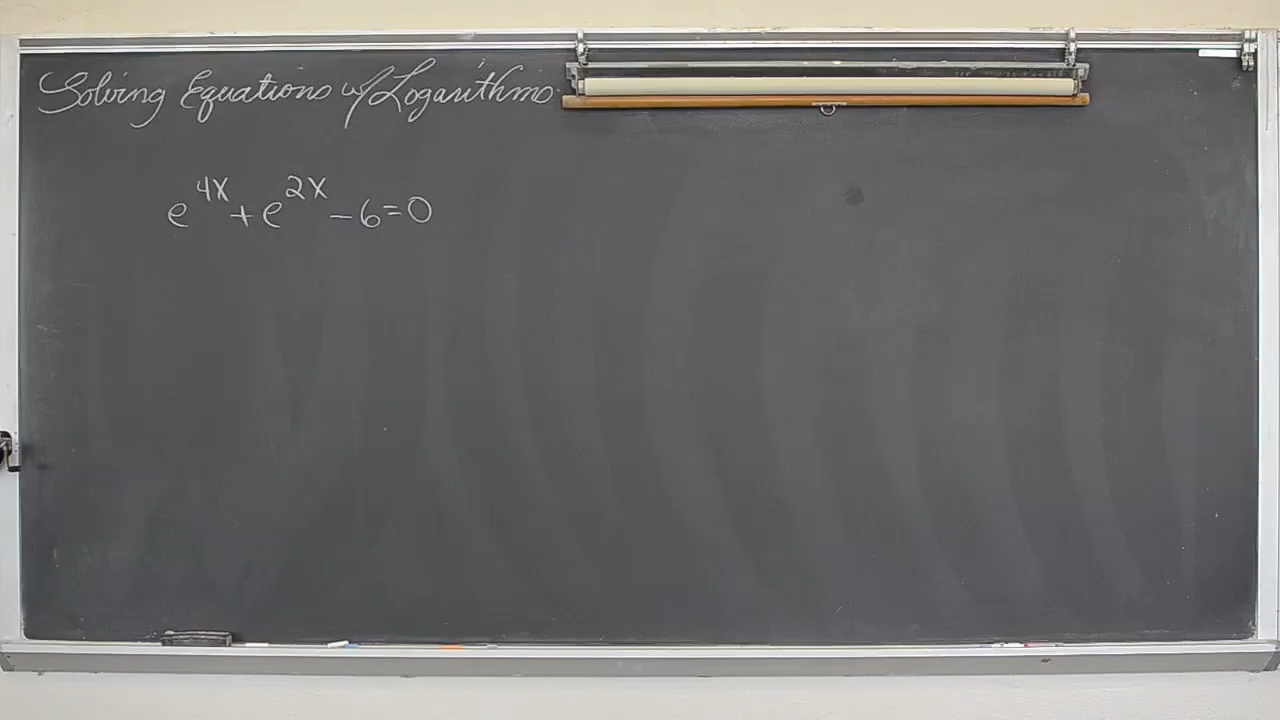 Solving Equations w/ Logarithms
e^{4x} + e^{2x} - 6 = 0